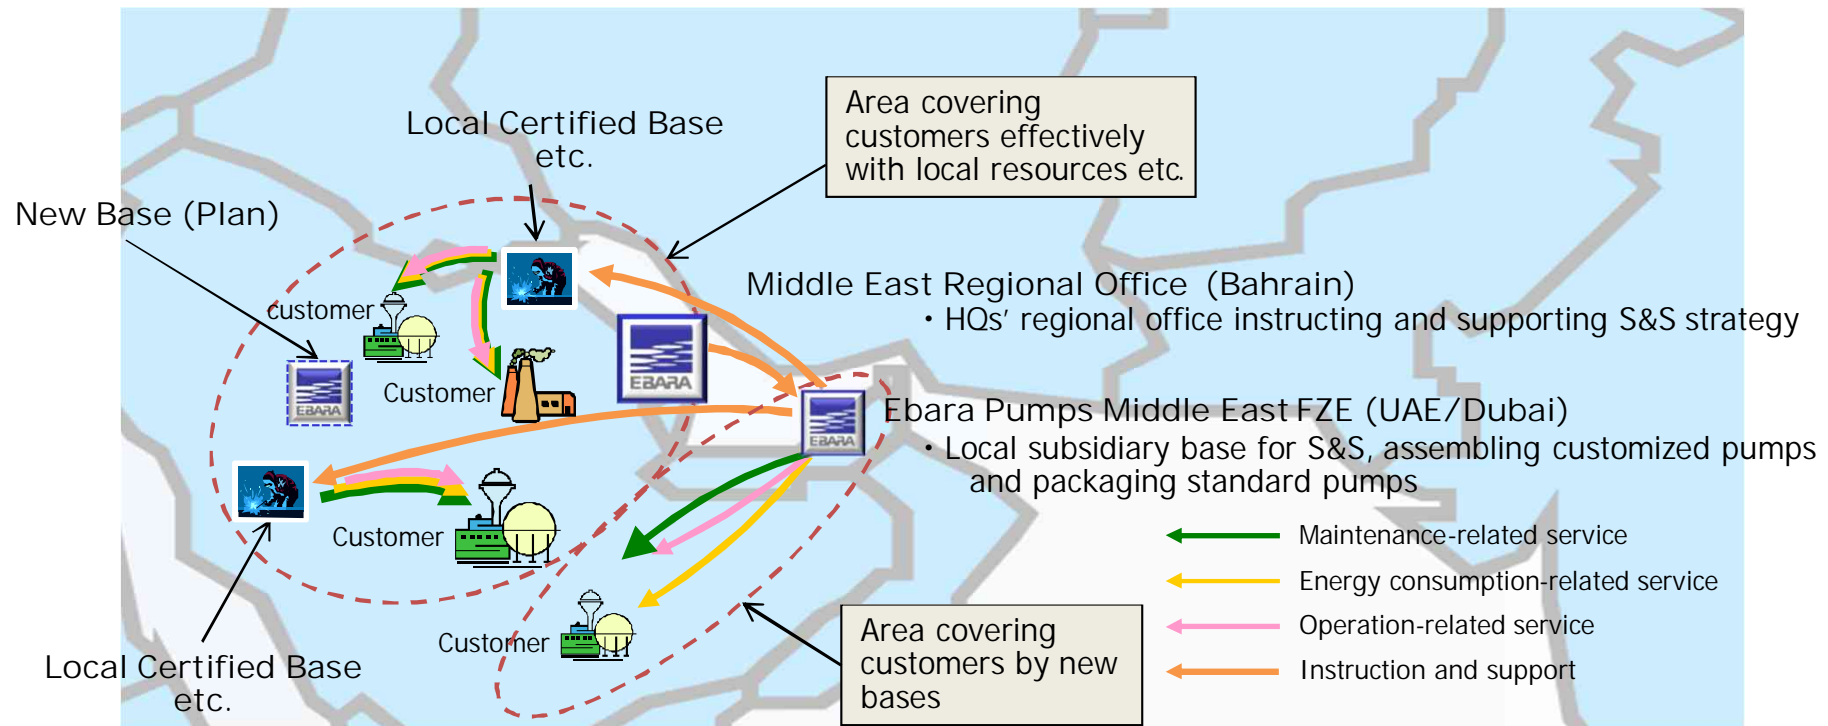 Area covering
customers effectively
with local resources etc.
Local Certified Base
etc.
New Base (Plan)
customer
Customer
EBARA
EBARA
EBARA
Middle East Regional Office (Bahrain)
・HQs' regional office instructing and supporting S&S strategy
Ebara Pumps Middle East FZE (UAE/Dubai)
・Local subsidiary base for S&S, assembling customized pumps
and packaging standard pumps
Customer
Customer
Local Certified Base
etc.
Area covering
customers by new
bases
Maintenance-related service
Energy consumption-related service
Operation-related service
Instruction and support